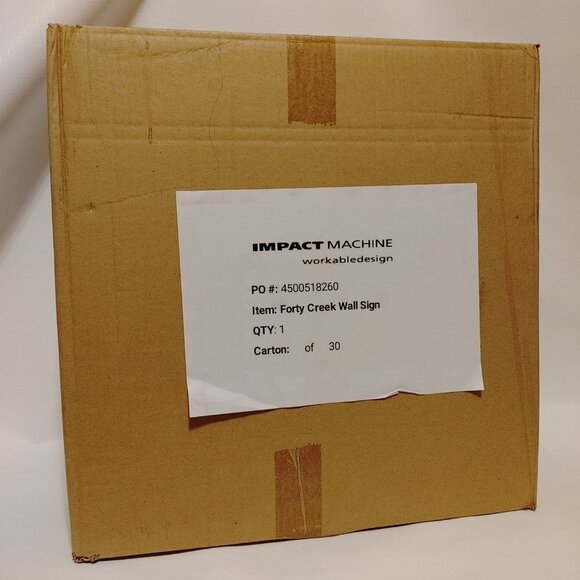 IMPACT MACHINE
workabledesign
PO #: 4500518260
Item: Forty Creek Wall Sign
QTY: 1
Carton: of 30